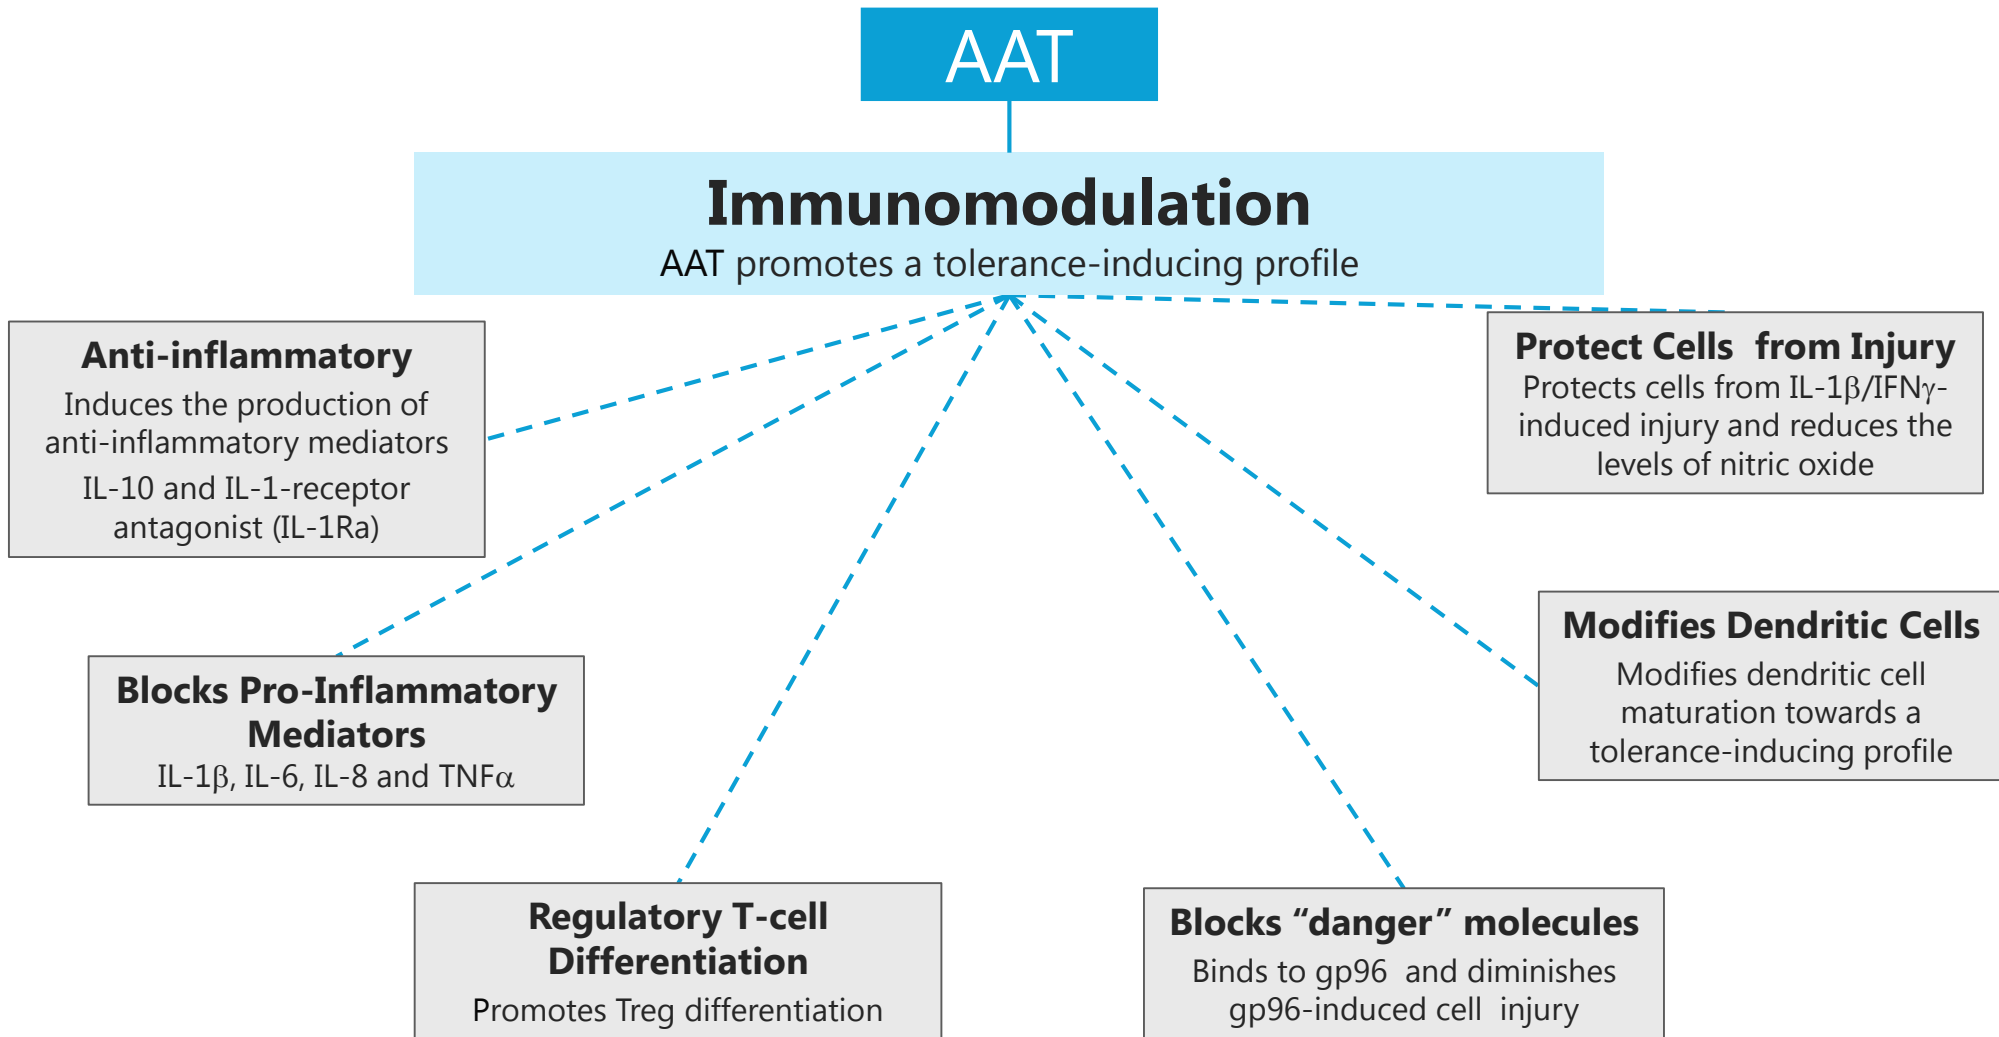 AAT
Immunomodulation
AAT promotes a tolerance-inducing profile
Anti-inflammatory
Induces the production of
anti-inflammatory mediators
IL-10 and IL-1-receptor
antagonist (IL-1Ra)
Protect Cells from Injury
Protects cells from IL-1β/IFNγ-
induced injury and reduces the
levels of nitric oxide
Blocks Pro-Inflammatory
Mediators
IL-1β, IL-6, IL-8 and TNFα
Modifies Dendritic Cells
Modifies dendritic cell
maturation towards a
tolerance-inducing profile
Regulatory T-cell
Differentiation
Promotes Treg differentiation
Blocks “danger” molecules
Binds to gp96 and diminishes
gp96-induced cell injury